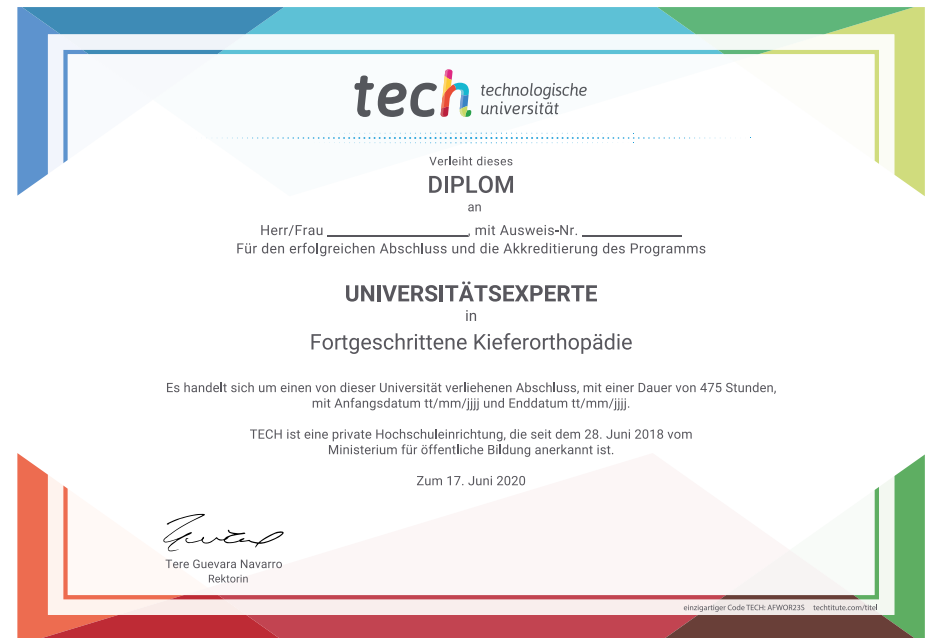 tech technologische
universität
Verleiht dieses
DIPLOM
an
Herr/Frau ____________________, mit Ausweis-Nr. ______________
Für den erfolgreichen Abschluss und die Akkreditierung des Programms
UNIVERSITÄTSEXPERTE
in
Fortgeschrittene Kieferorthopädie
Es handelt sich um einen von dieser Universität verliehenen Abschluss, mit einer Dauer von 475 Stunden,
mit Anfangsdatum tt/mm/jjjj und Enddatum tt/mm/jjjj.
TECH ist eine private Hochschuleinrichtung, die seit dem 28. Juni 2018 vom
Ministerium für öffentliche Bildung anerkannt ist.
Zum 17. Juni 2020
Tere Guevara Navarro
Rektorin
einzigartiger Code TECH: AFWOR23S techtitute.com/titel